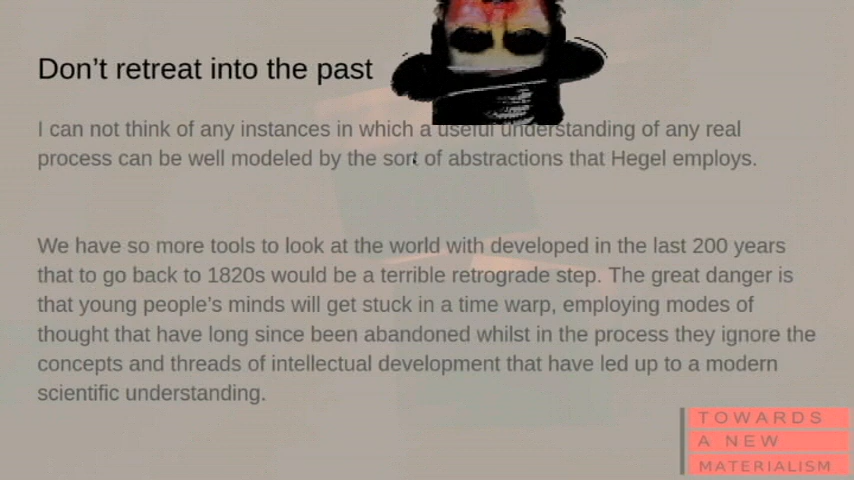 Don't retreat into the past
I can not think of any instances in which a useful understanding of any real
process can be well modeled by the sort of abstractions that Hegel employs.
We have so more tools to look at the world with developed in the last 200 years
that to go back to 1820s would be a terrible retrograde step. The great danger is
that young people's minds will get stuck in a time warp, employing modes of
thought that have long since been abandoned whilst in the process they ignore the
concepts and threads of intellectual development that have led up to a modern
scientific understanding.
TOWARDS
A NEW
MATERIALISM